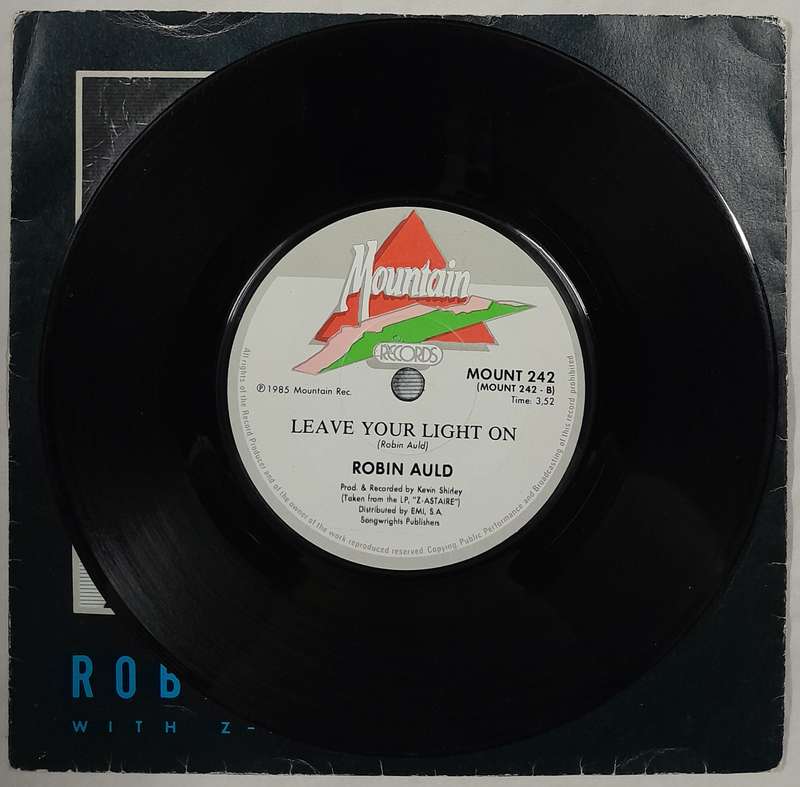 Mountain
RECORDS
℗ 1985 Mountain Rec.
MOUNT 242
(MOUNT 242 - B)
Time: 3,52
LEAVE YOUR LIGHT ON
(Robin Auld)
ROBIN AULD
Prod. & Recorded by Kevin Shirley
(Taken from the LP, "Z-ASTAIRE")
Distributed by EMI, S.A.
Songwrights Publishers
All rights of the Record Producer and of the owner of the work reproduced reserved. Copying Public Performance and Broadcasting of this record prohibited
ROB
WITH Z-